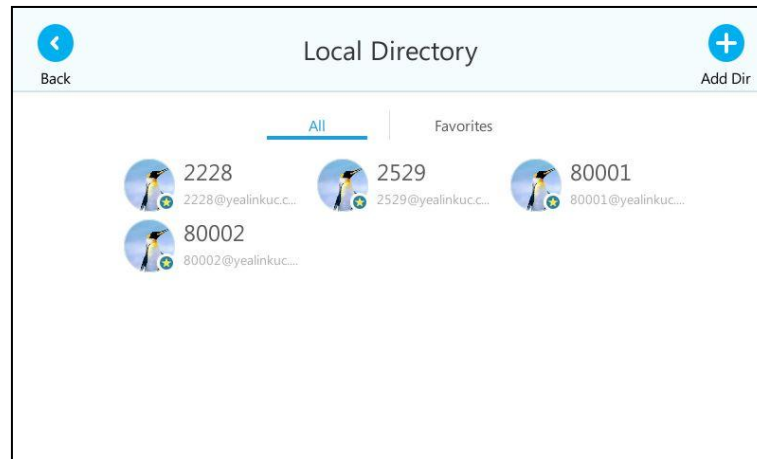 Local Directory
Back
Add Dir
All Favorites
2228 2529 80001
2228@yealinkuc.c... 2529@yealinkuc.c... 80001@yealinkuc....
80002
80002@yealinkuc....